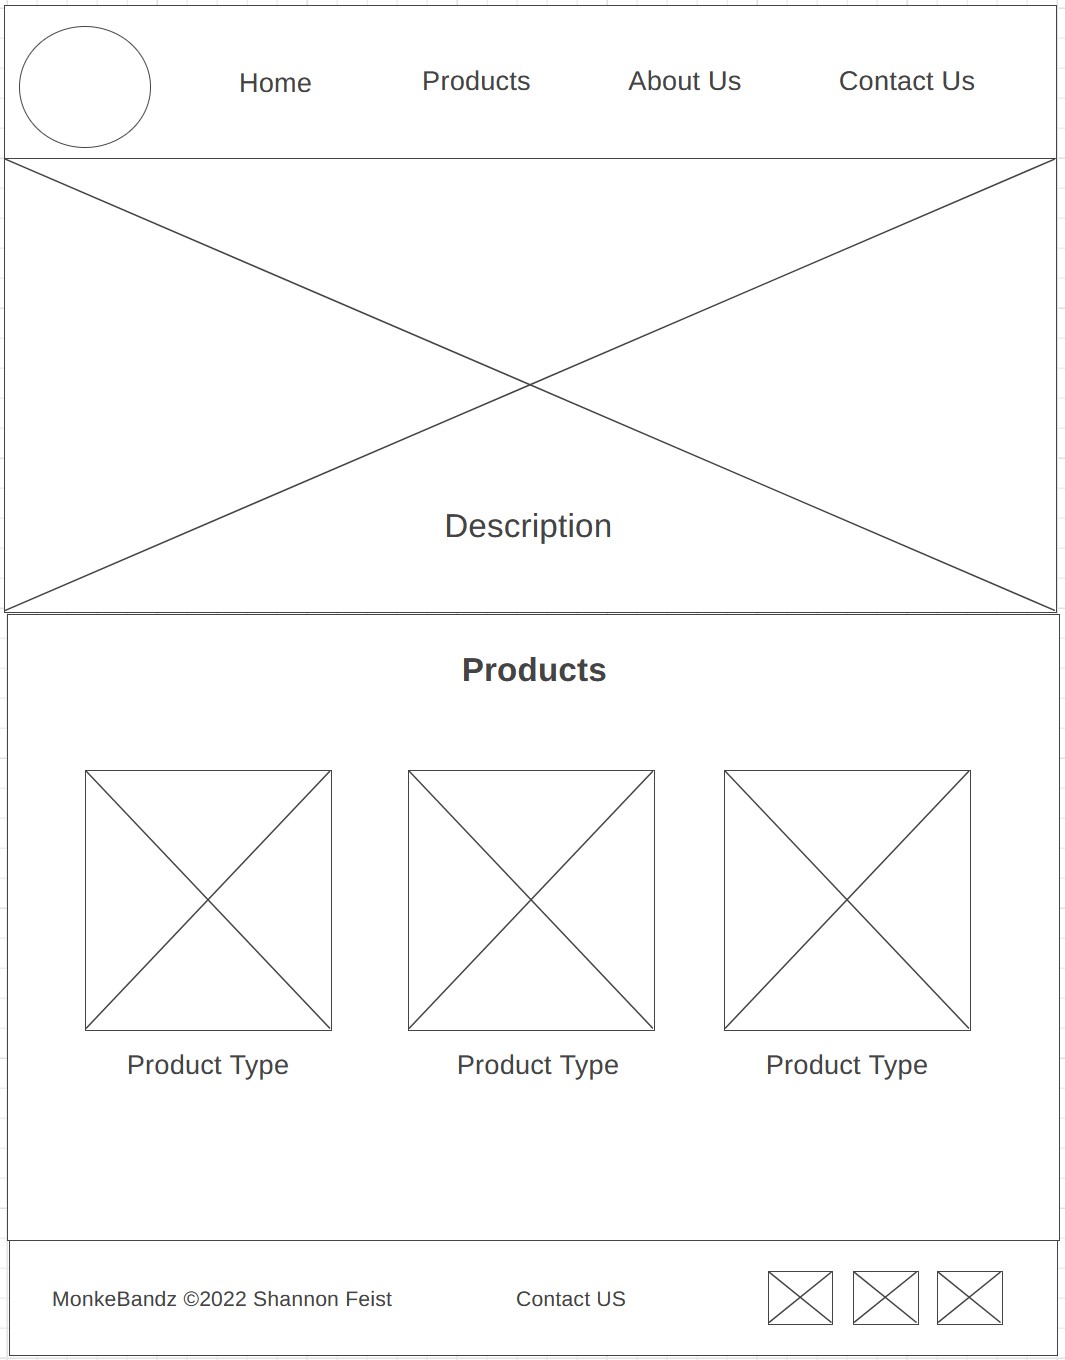 Home
Products
About Us
Contact Us
Description
Products
Product Type
Product Type
Product Type
MonkeBandz ©2022 Shannon Feist
Contact US